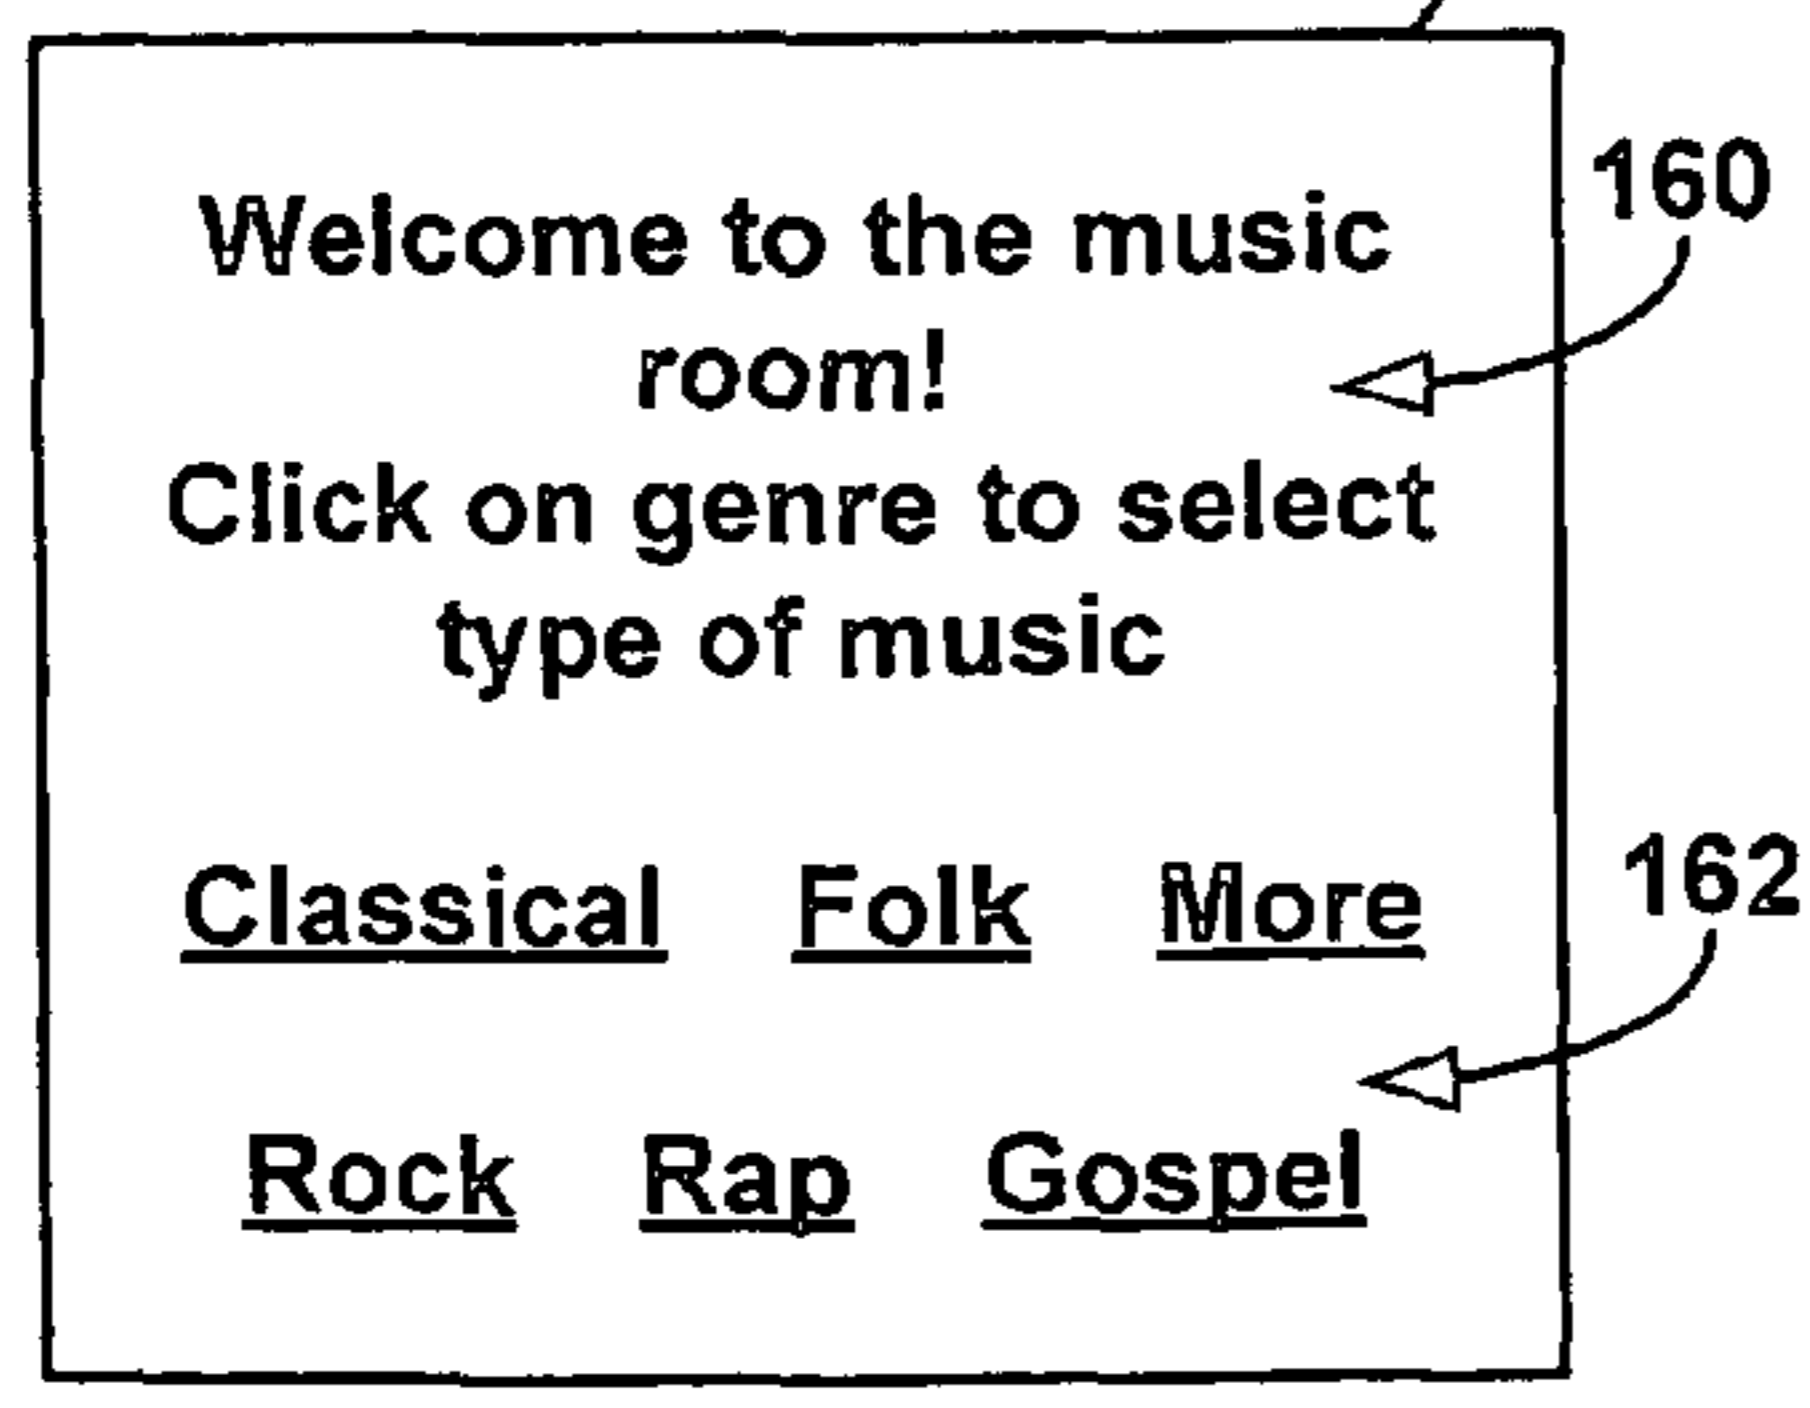 160
Welcome to the music
room!
Click on genre to select
type of music
162
Classical Folk More
Rock Rap Gospel